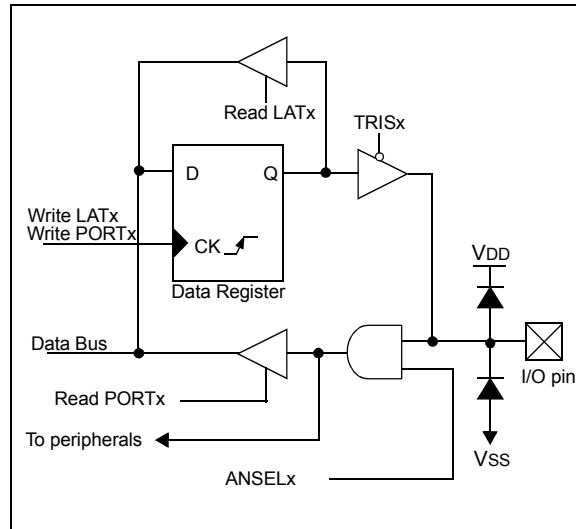 Read LATx
TRISx
D Q
Write LATx
Write PORTx
CK
Data Register
VDD
Data Bus
I/O pin
Read PORTx
To peripherals
VSS
ANSELx